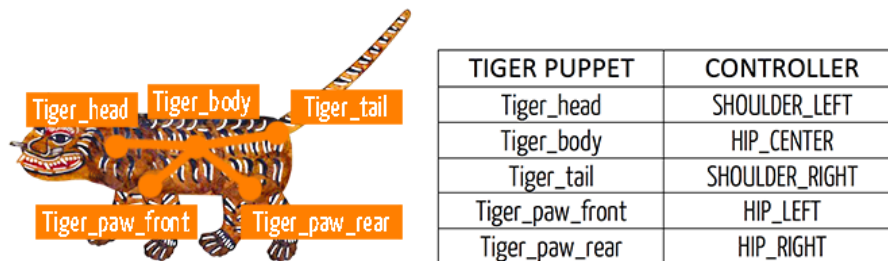 Tiger_head
Tiger_body
Tiger_tail
Tiger_paw_front
Tiger_paw_rear
TIGER PUPPET CONTROLLER
Tiger_head SHOULDER_LEFT
Tiger_body HIP_CENTER
Tiger_tail SHOULDER_RIGHT
Tiger_paw_front HIP_LEFT
Tiger_paw_rear HIP_RIGHT